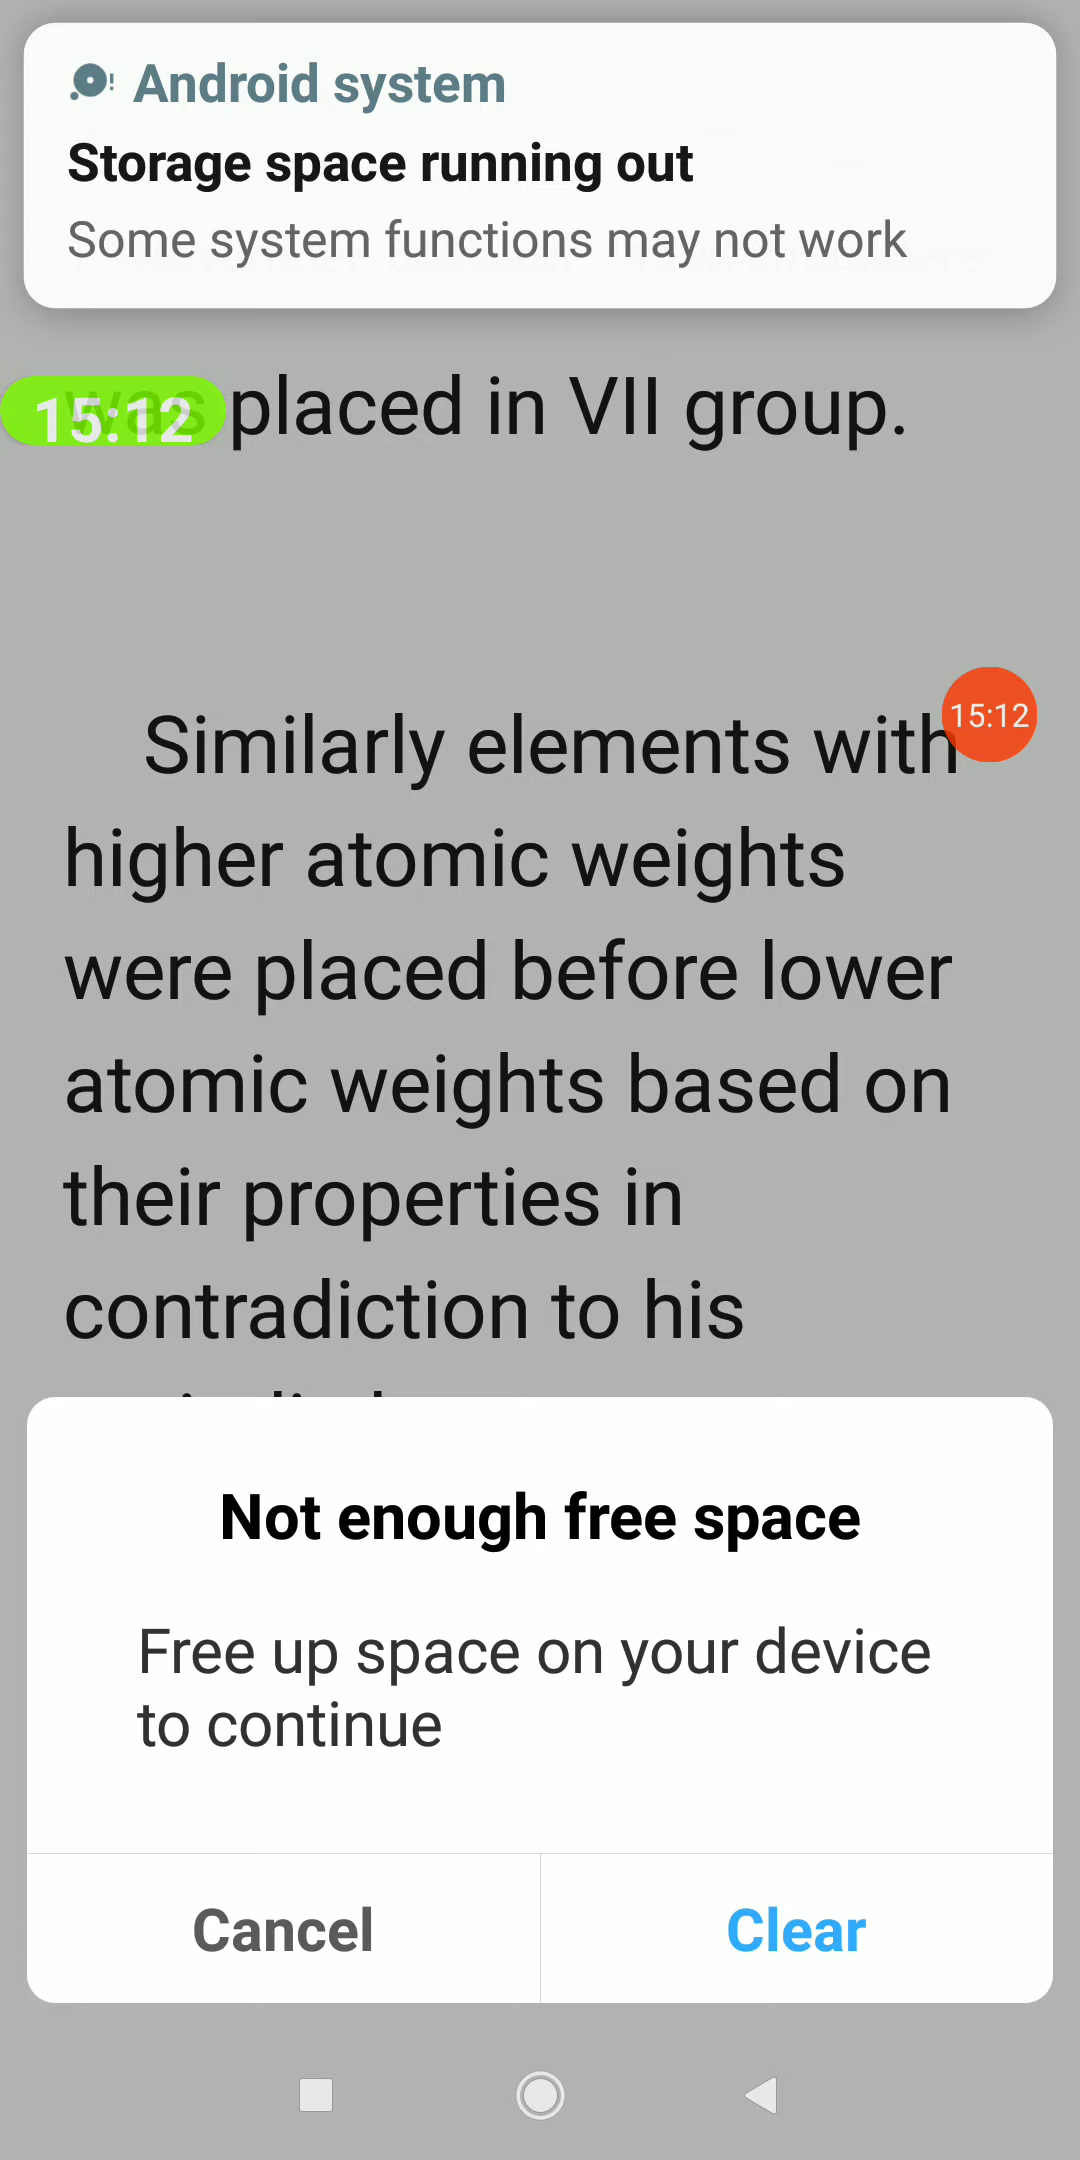 Android system
Storage space running out
Some system functions may not work
15:12
was placed in VII group.
15:12
Similarly elements with
higher atomic weights
were placed before lower
atomic weights based on
their properties in
contradiction to his
Not enough free space
Free up space on your device
to continue
Cancel
Clear